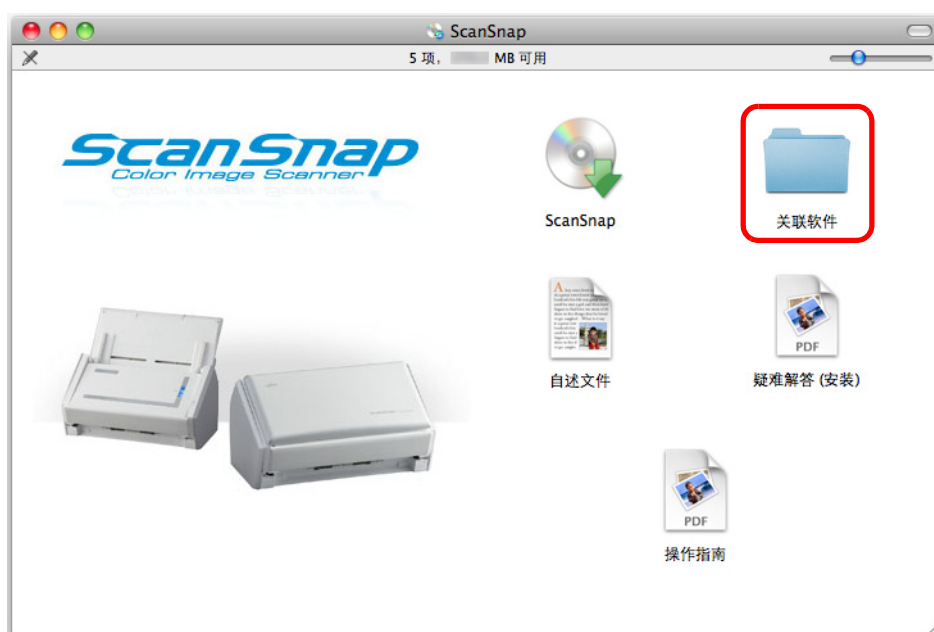 ScanSnap
5 项, MB 可用
ScanSnap
Color Image Scanner
ScanSnap
关联软件
自述文件
疑难解答 (安装)
PDF
PDF
操作指南